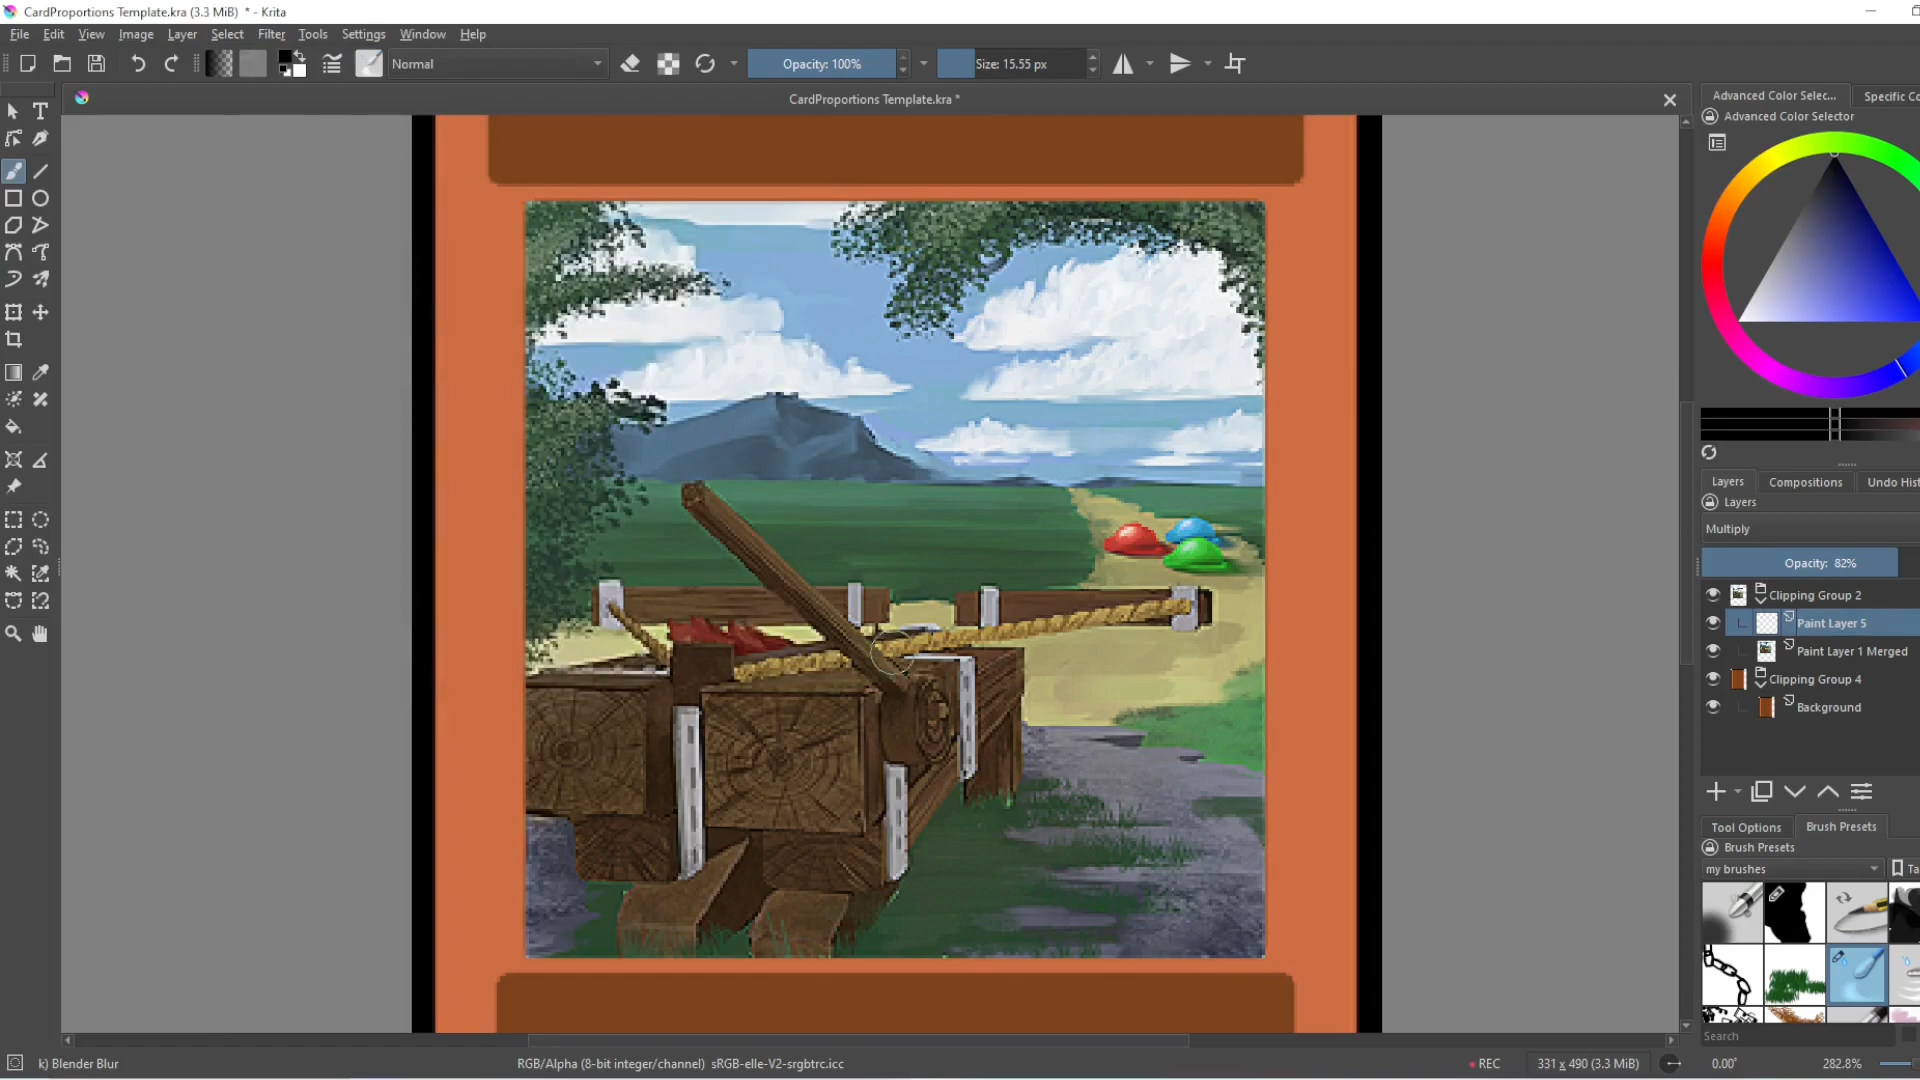 CardProportions Template.kra (3.3 MiB) * - Krita
File Edit View Image Layer Select Filter Tools Settings Window Help
Normal Opacity: 100% Size: 15.55 px
CardProportions Template.kra *
Advanced Color Selec... Specific Co
Advanced Color Selector
Layers Compositions Undo Hist
Layers
Multiply
Opacity: 82%
Clipping Group 2
Paint Layer 5
Paint Layer 1 Merged
Clipping Group 4
Background
Tool Options Brush Presets
Brush Presets
my brushes Ta
Search
k) Blender Blur RGB/Alpha (8-bit integer/channel) sRGB-elle-V2-srgbtrc.icc REC 331 x 490 (3.3 MiB) 0.00° 282.8%